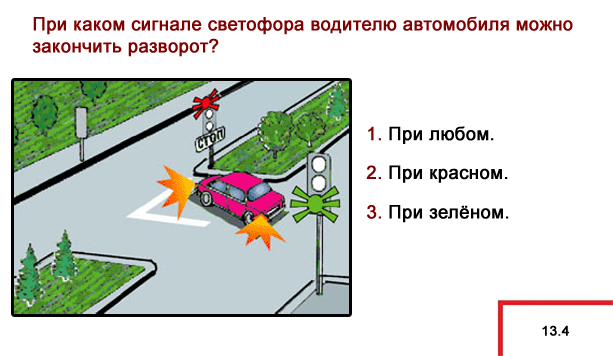 При каком сигнале светофора водителю автомобиля можно
закончить разворот?
СТОП
1. При любом.
2. При красном.
3. При зелёном.
13.4